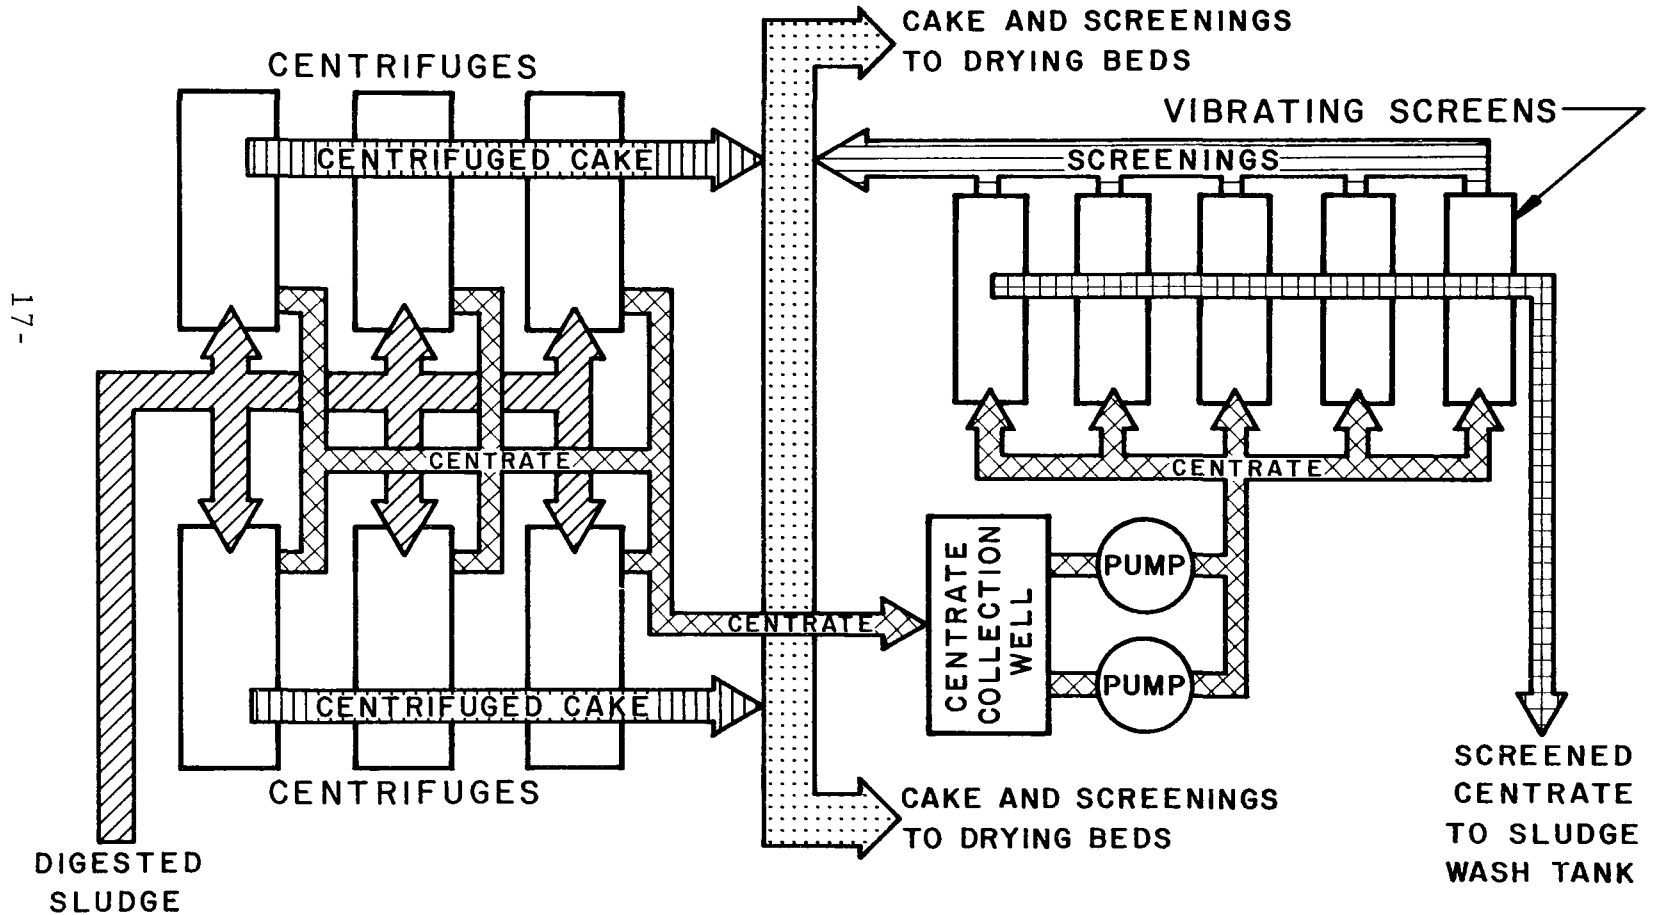 CAKE AND SCREENINGS
TO DRYING BEDS
CENTRIFUGES
VIBRATING SCREENS
CENTRIFUGED CAKE
SCREENINGS
17-
CENTRATE
CENTRATE
CENTRATE
COLLECTION
WELL
PUMP
PUMP
CENTRATE
CENTRIFUGED CAKE
CENTRIFUGES
CAKE AND SCREENINGS
TO DRYING BEDS
SCREENED
CENTRATE
TO SLUDGE
WASH TANK
DIGESTED
SLUDGE